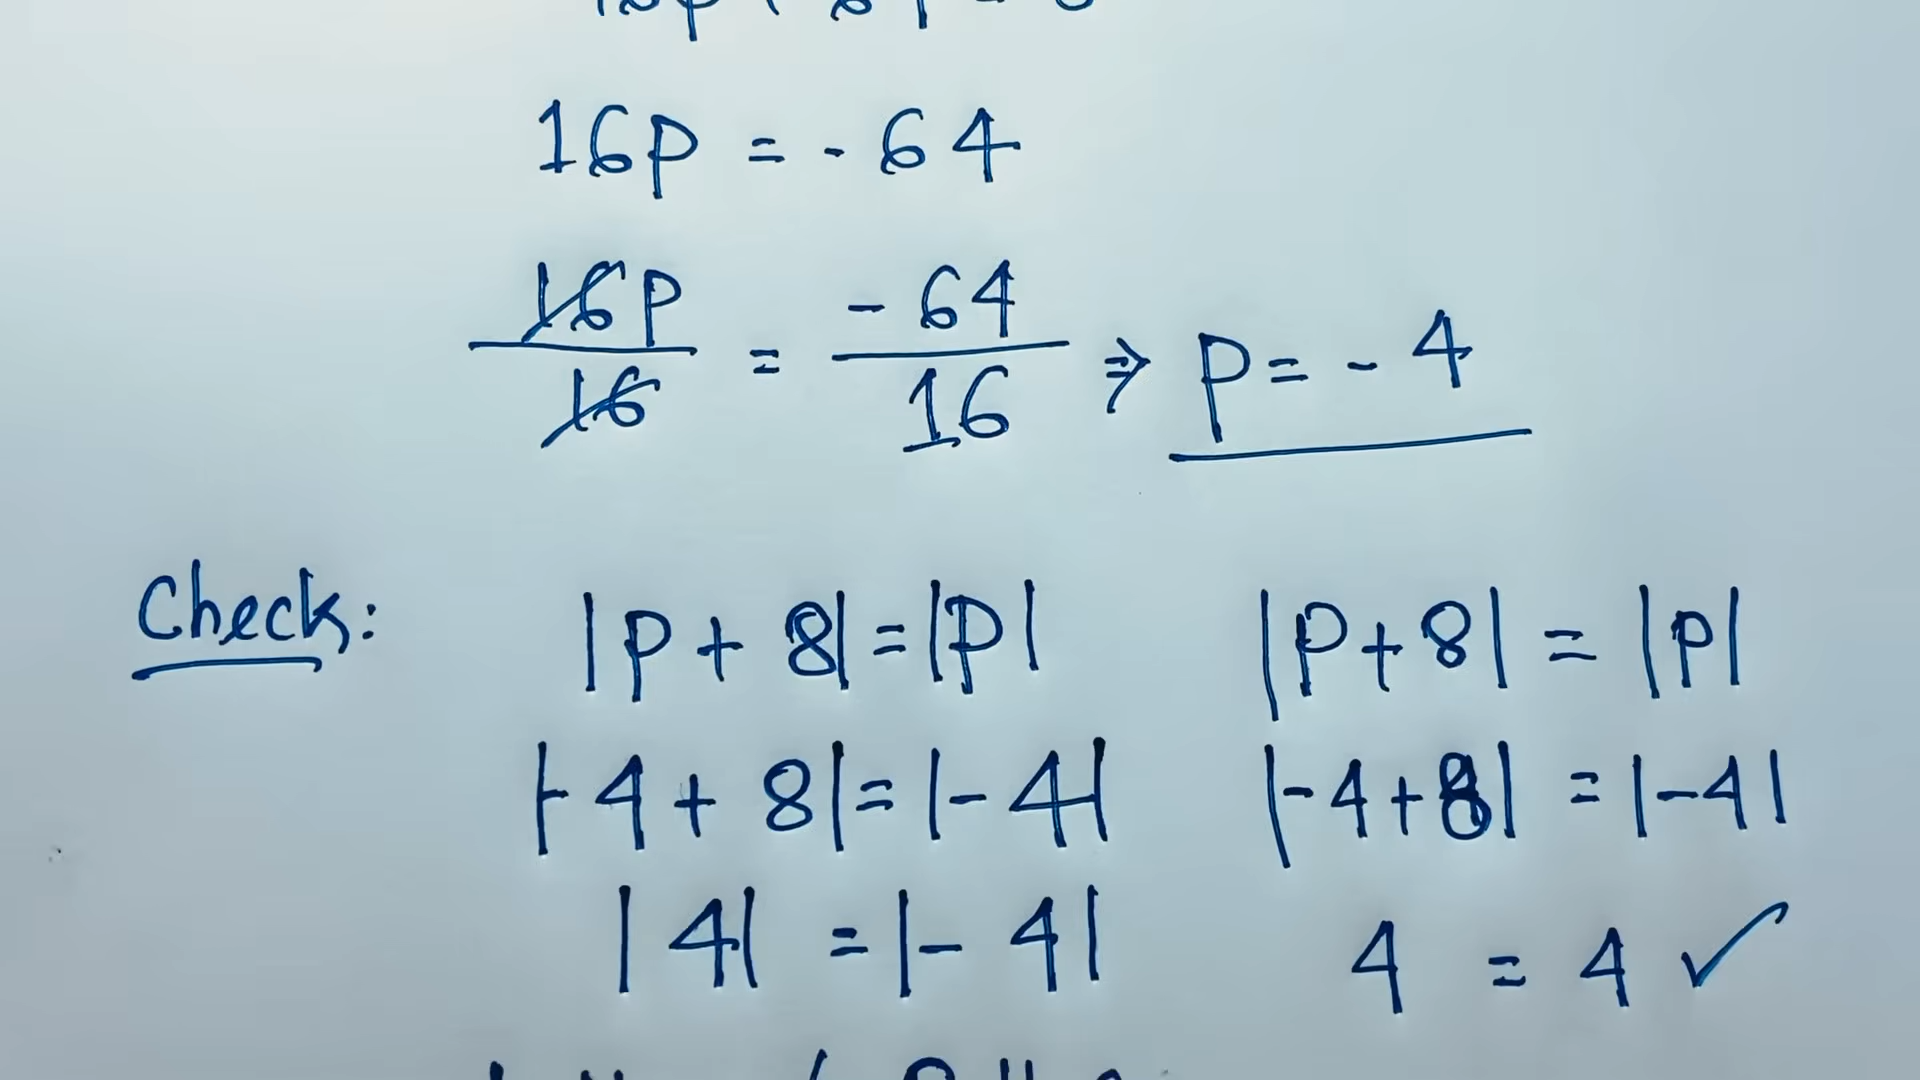 16p = - 64
16p/16 = - 64/16 ⇒ p = - 4
Check: |p + 8| = |p| |p+8| = |p|
|-4 + 8| = |-4| |-4+8| = |-4|
|4| = |-4| 4 = 4 ✓